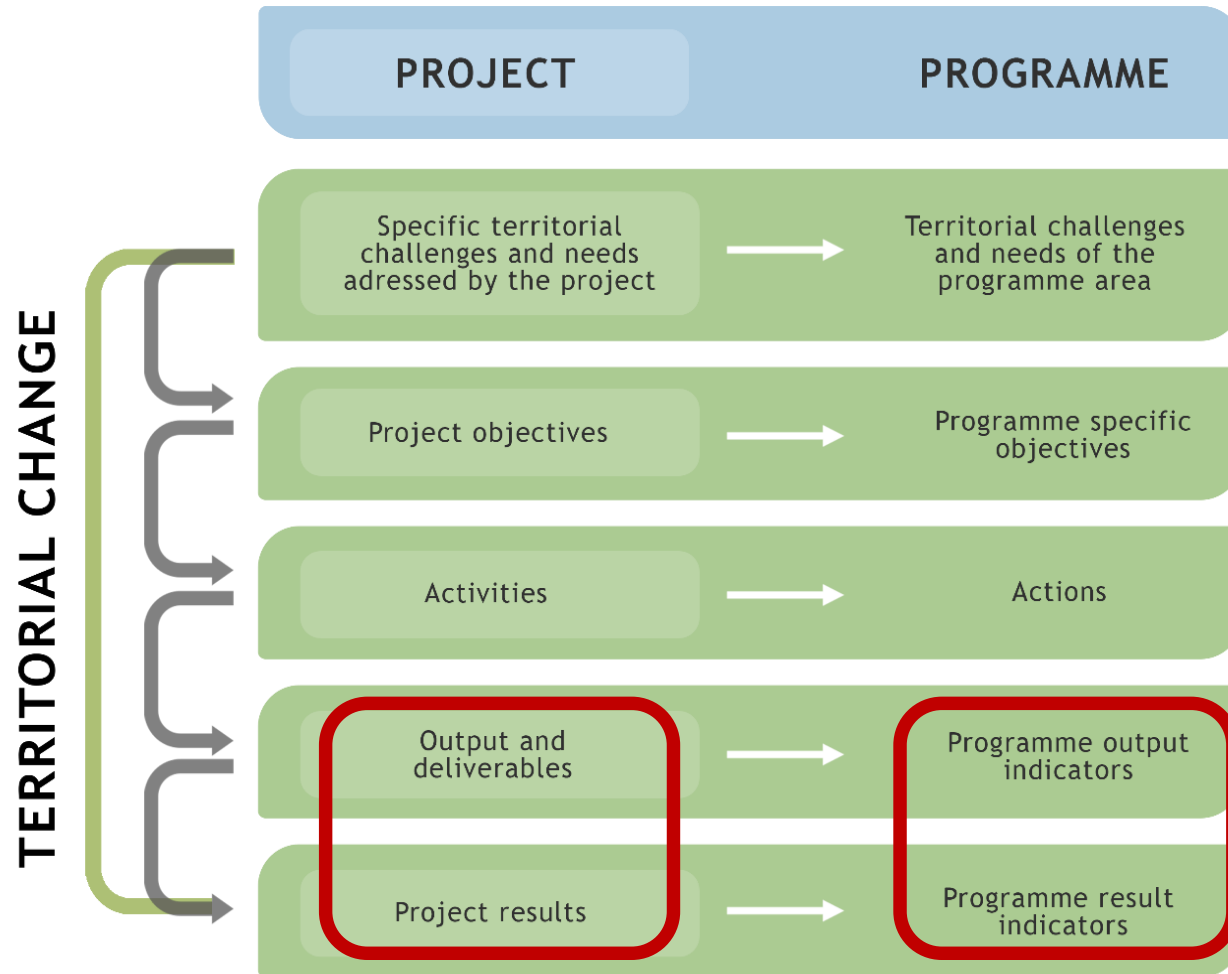 PROJECT
PROGRAMME
Specific territorial
challenges and needs
adressed by the project
Territorial challenges
and needs of the
programme area
Project objectives
Programme specific
objectives
Activities
Actions
Output and
deliverables
Programme output
indicators
Project results
Programme result
indicators
TERRITORIAL CHANGE